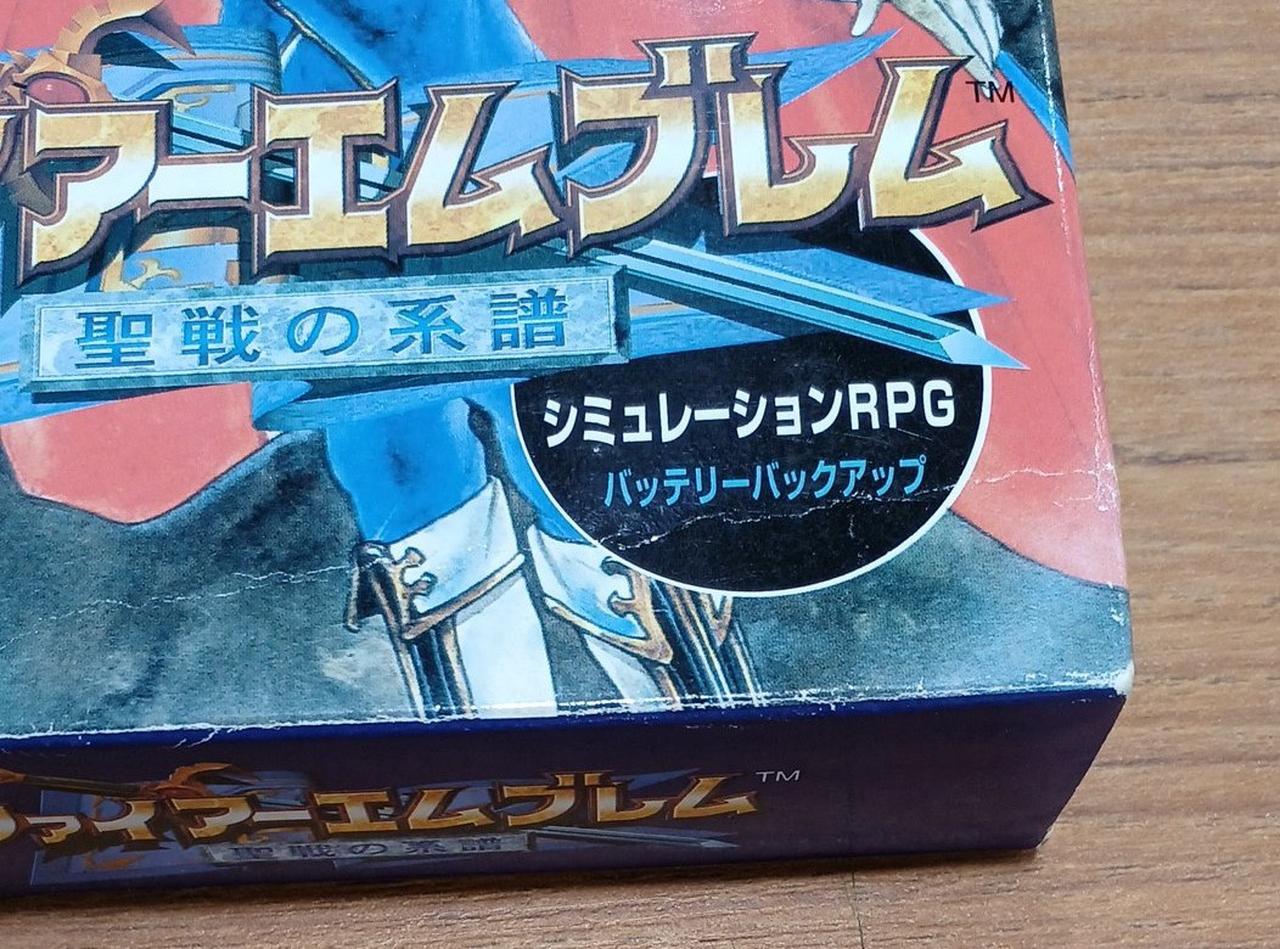 ァーエムブレム™
聖戦の系譜
シミュレーションRPG
バッテリーバックアップ
ファイアーエムブレム™
聖戦の系譜